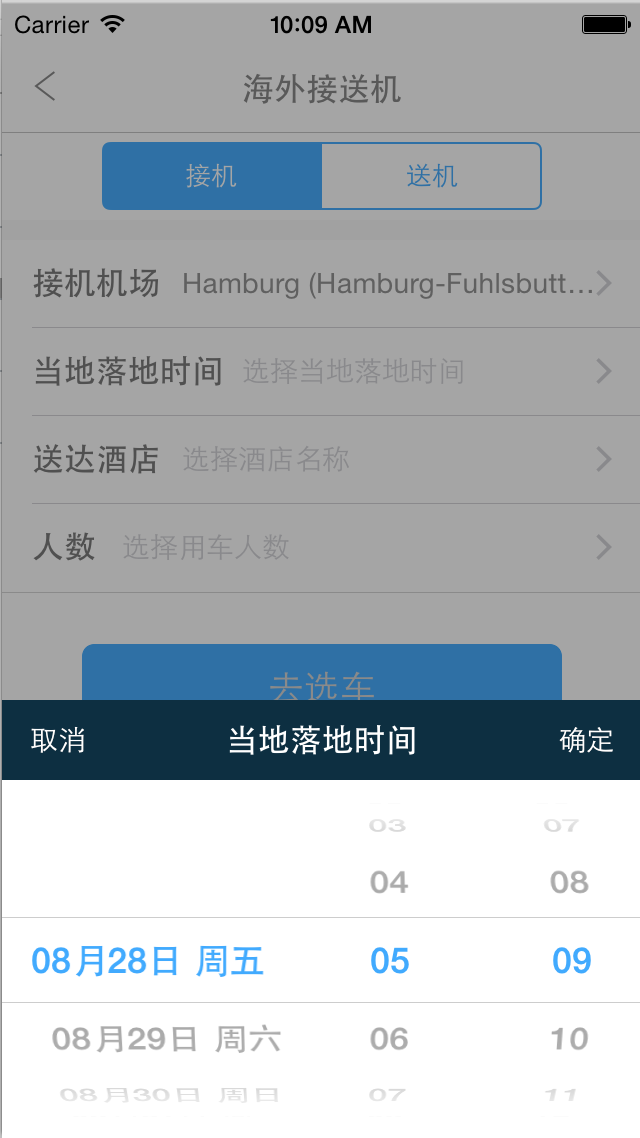 Carrier 10:09 AM
海外接送机
接机 送机
接机机场 Hamburg (Hamburg-Fuhlsbutt...
当地落地时间 选择当地落地时间
送达酒店 选择酒店名称
人数 选择用车人数
去选车
取消 当地落地时间 确定
03 07
04 08
08月28日 周五 05 09
08月29日 周六 06 10
08月30日 周日 07 11